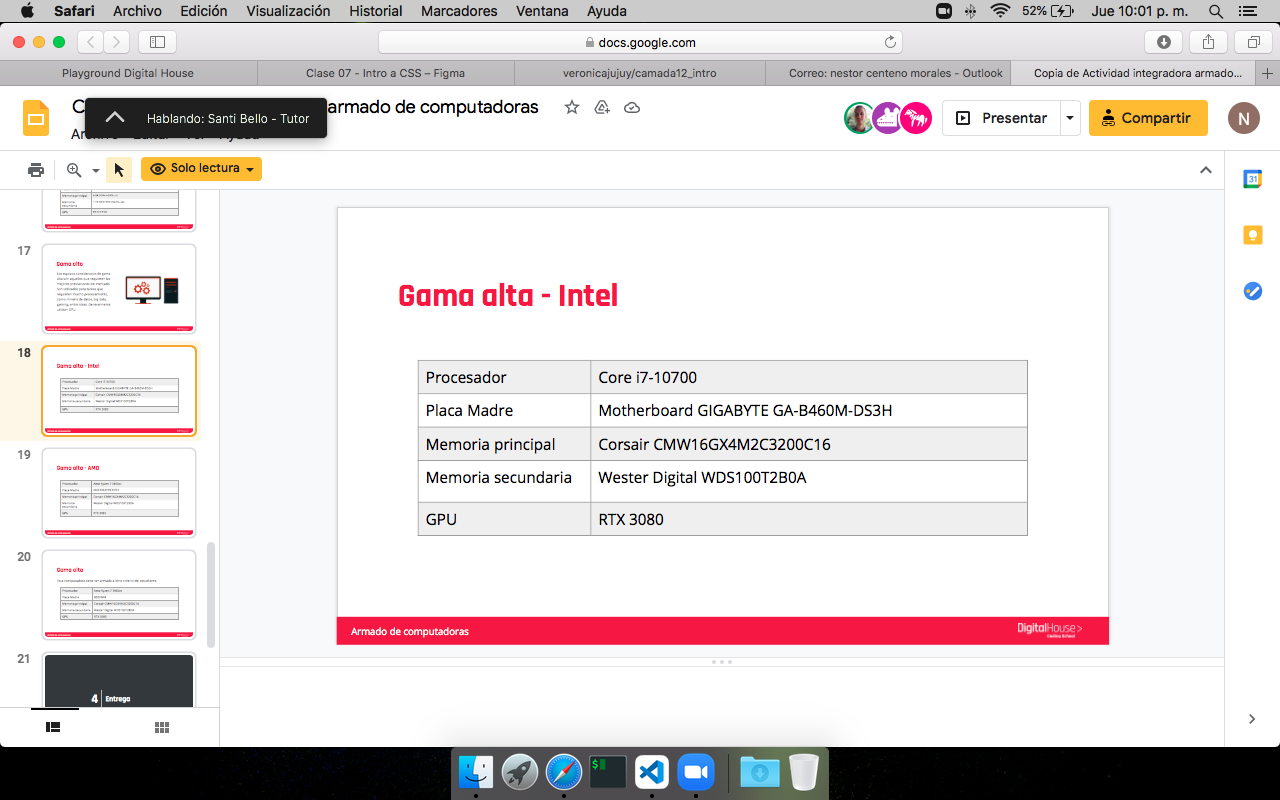 Safari Archivo Edición Visualización Historial Marcadores Ventana Ayuda 52% Jue 10:01 p. m.
docs.google.com
Playground Digital House Clase 07 - Intro a CSS – Figma veronicajujuy/camada12_intro Correo: nestor centeno morales - Outlook Copia de Actividad integradora armado...
armado de computadoras
Hablando: Santi Bello - Tutor
Presentar Compartir N
Solo lectura
31
17
Gama alta
18
Gama alta - Intel
19
Gama alta - AMD
20
Gama alta
21
4 Entrega
Gama alta - Intel
Procesador Core i7-10700
Placa Madre Motherboard GIGABYTE GA-B460M-DS3H
Memoria principal Corsair CMW16GX4M2C3200C16
Memoria secundaria Wester Digital WDS100T2B0A
GPU RTX 3080
Armado de computadoras
DigitalHouse>
Coding School